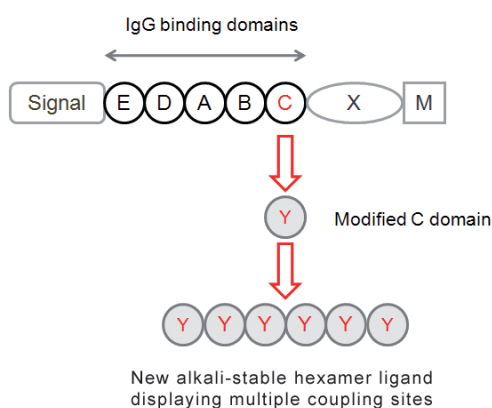 IgG binding domains
Signal E D A B C X M
Y Modified C domain
Y Y Y Y Y Y
New alkali-stable hexamer ligand
displaying multiple coupling sites